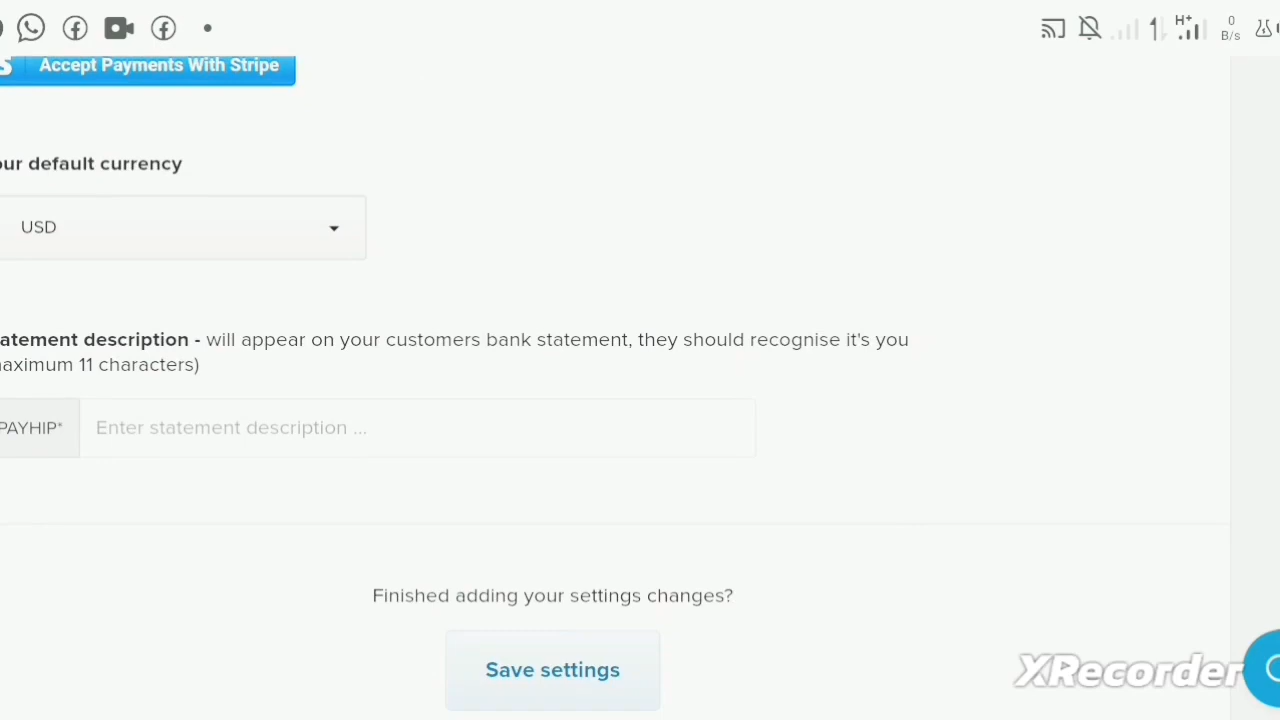 H+
0
B/s
S Accept Payments With Stripe
our default currency
USD
atement description - will appear on your customers bank statement, they should recognise it's you
aximum 11 characters)
PAYHIP* Enter statement description ...
Finished adding your settings changes?
Save settings
XRecorder